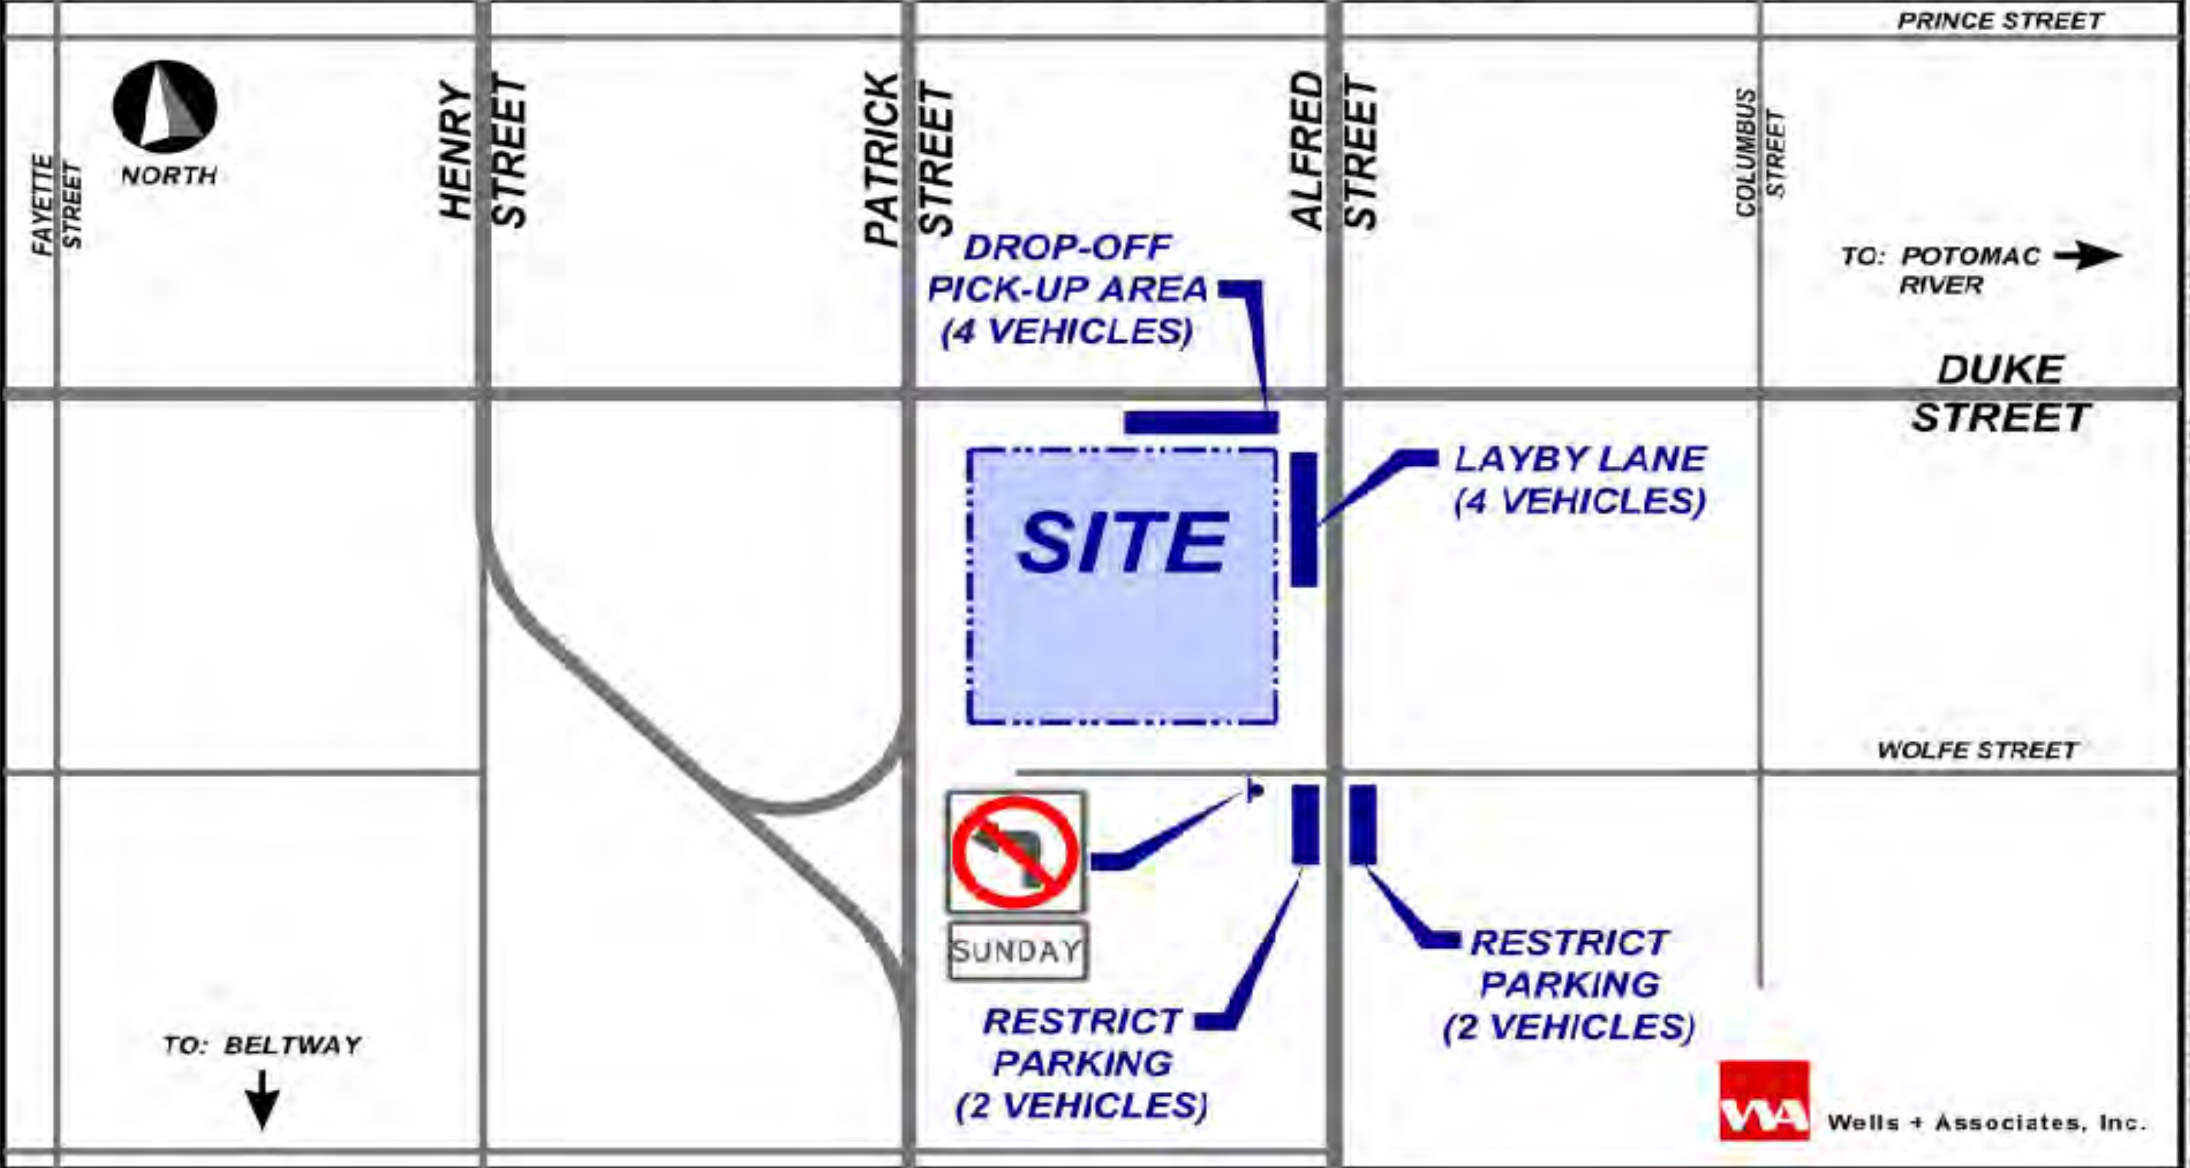 PRINCE STREET
NORTH
FAYETTE
STREET
HENRY
STREET
PATRICK
STREET
ALFRED
STREET
COLUMBUS
STREET
DROP-OFF
PICK-UP AREA
(4 VEHICLES)
TO: POTOMAC
RIVER
DUKE
STREET
LAYBY LANE
(4 VEHICLES)
SITE
WOLFE STREET
SUNDAY
RESTRICT
PARKING
(2 VEHICLES)
RESTRICT
PARKING
(2 VEHICLES)
TO: BELTWAY
WA
Wells + Associates, Inc.